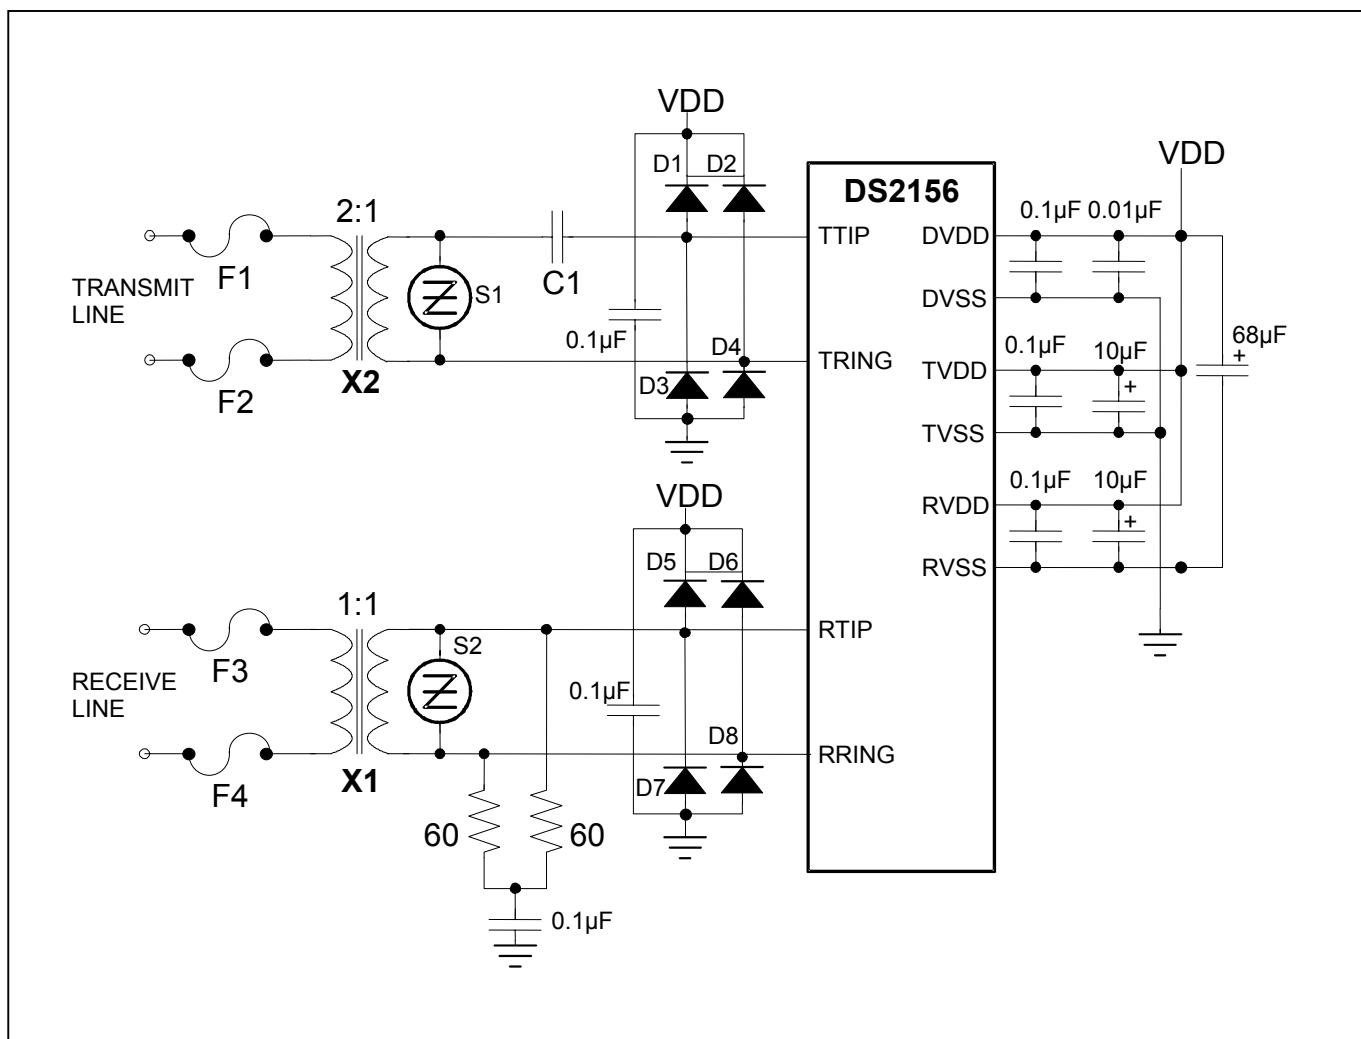 VDD
D1
D2
VDD
DS2156
2:1
0.1µF
0.01µF
TTIP
DVDD
F1
C1
TRANSMIT
LINE
S1
DVSS
0.1µF
68µF
+
D4
0.1µF
10µF
TRING
TVDD
F2
X2
D3
+
TVSS
VDD
0.1µF
10µF
RVDD
+
D5
D6
RVSS
1:1
RTIP
F3
S2
RECEIVE
LINE
0.1µF
D8
RRING
F4
X1
D7
60
60
0.1µF